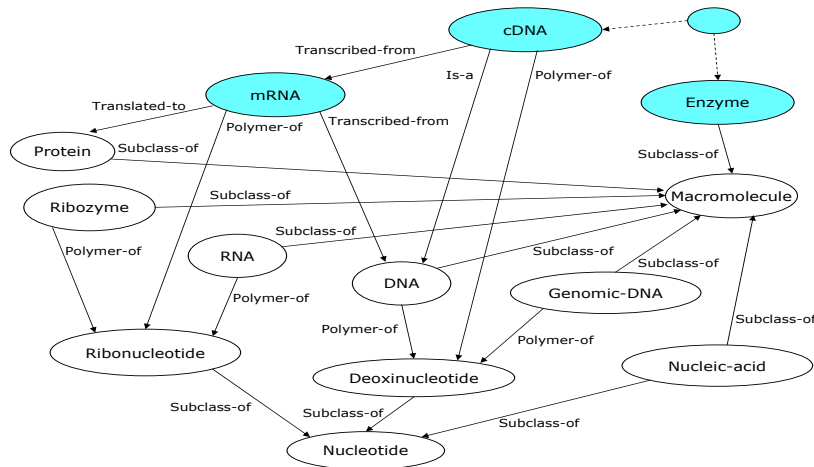 cDNA
Transcribed-from
Is-a
Polymer-of
mRNA
Enzyme
Translated-to
Polymer-of
Transcribed-from
Protein
Subclass-of
Subclass-of
Ribozyme
Subclass-of
Macromolecule
Subclass-of
Polymer-of
RNA
Subclass-of
Subclass-of
DNA
Genomic-DNA
Polymer-of
Subclass-of
Polymer-of
Polymer-of
Ribonucleotide
Nucleic-acid
Deoxinucleotide
Subclass-of
Subclass-of
Subclass-of
Nucleotide